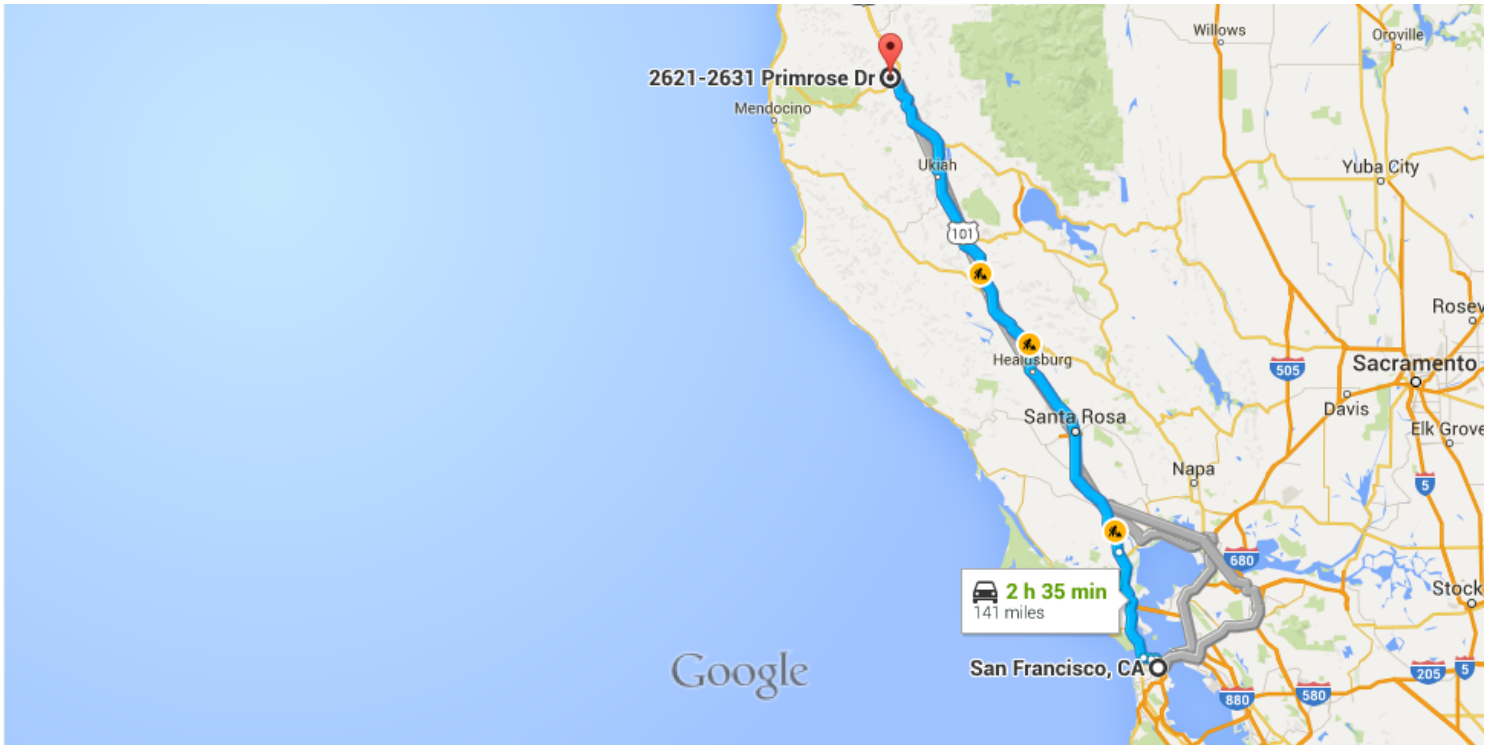 Willows
Oroville
2621-2631 Primrose Dr
Mendocino
Ukiah
Yuba City
101
Rosev
Healdsburg
505
Sacramento
Davis
Santa Rosa
Elk Grove
Napa
5
680
2 h 35 min
141 miles
Stock
Google
San Francisco, CA
205
5
880
580